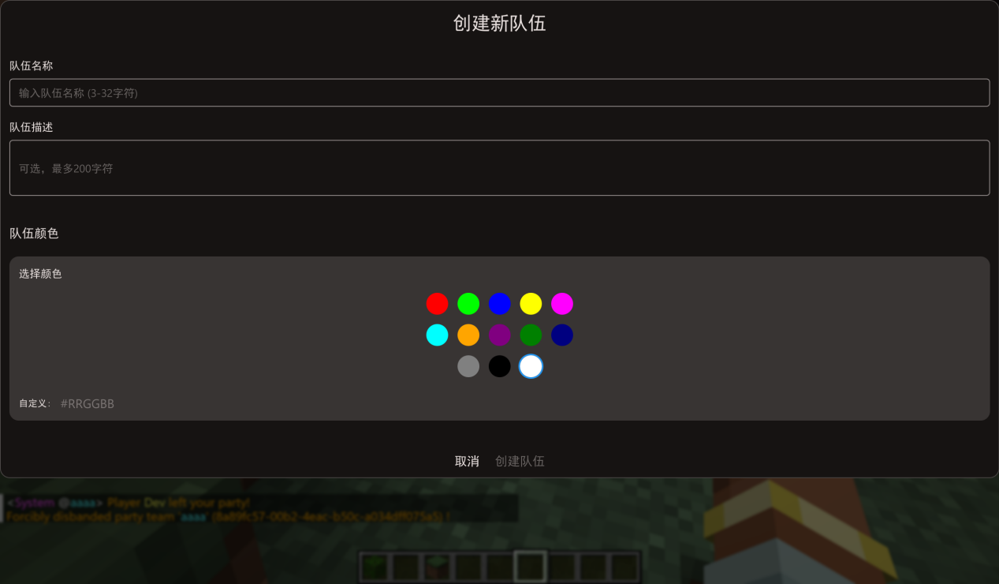 创建新队伍
队伍名称
输入队伍名称 (3-32字符)
队伍描述
可选，最多200字符
队伍颜色
选择颜色
自定义： #RRGGBB
取消 创建队伍
<System @aaaa> Player Dev left your party!
Forcibly disbanded party team 'aaaa' (8a89fc57-00b2-4eac-b50c-a034dff075a5) !